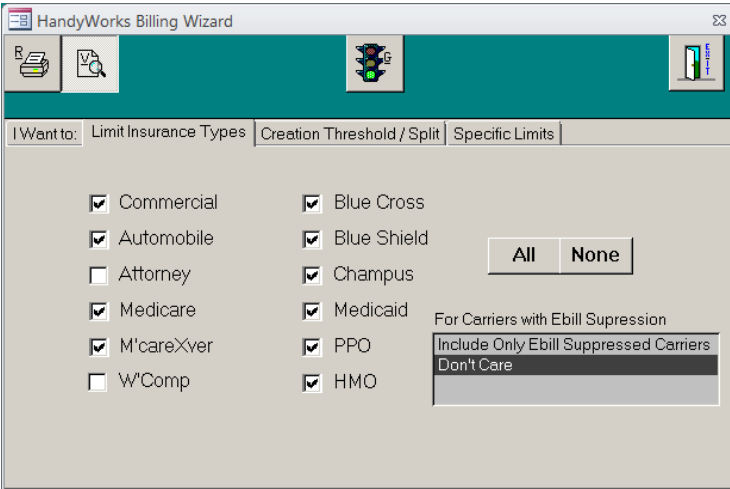 HandyWorks Billing Wizard
R
V
G
EXIT
I Want to: Limit Insurance Types Creation Threshold / Split Specific Limits
Commercial Blue Cross
Automobile Blue Shield
All None
Attorney Champus
Medicare Medicaid
For Carriers with Ebill Supression
M'careXver PPO
Include Only Ebill Suppressed Carriers
Don't Care
W'Comp HMO